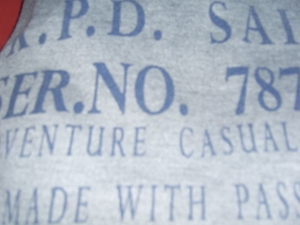 .P.D. SAI
SER.NO. 787
VENTURE CASUAL
MADE WITH PASS